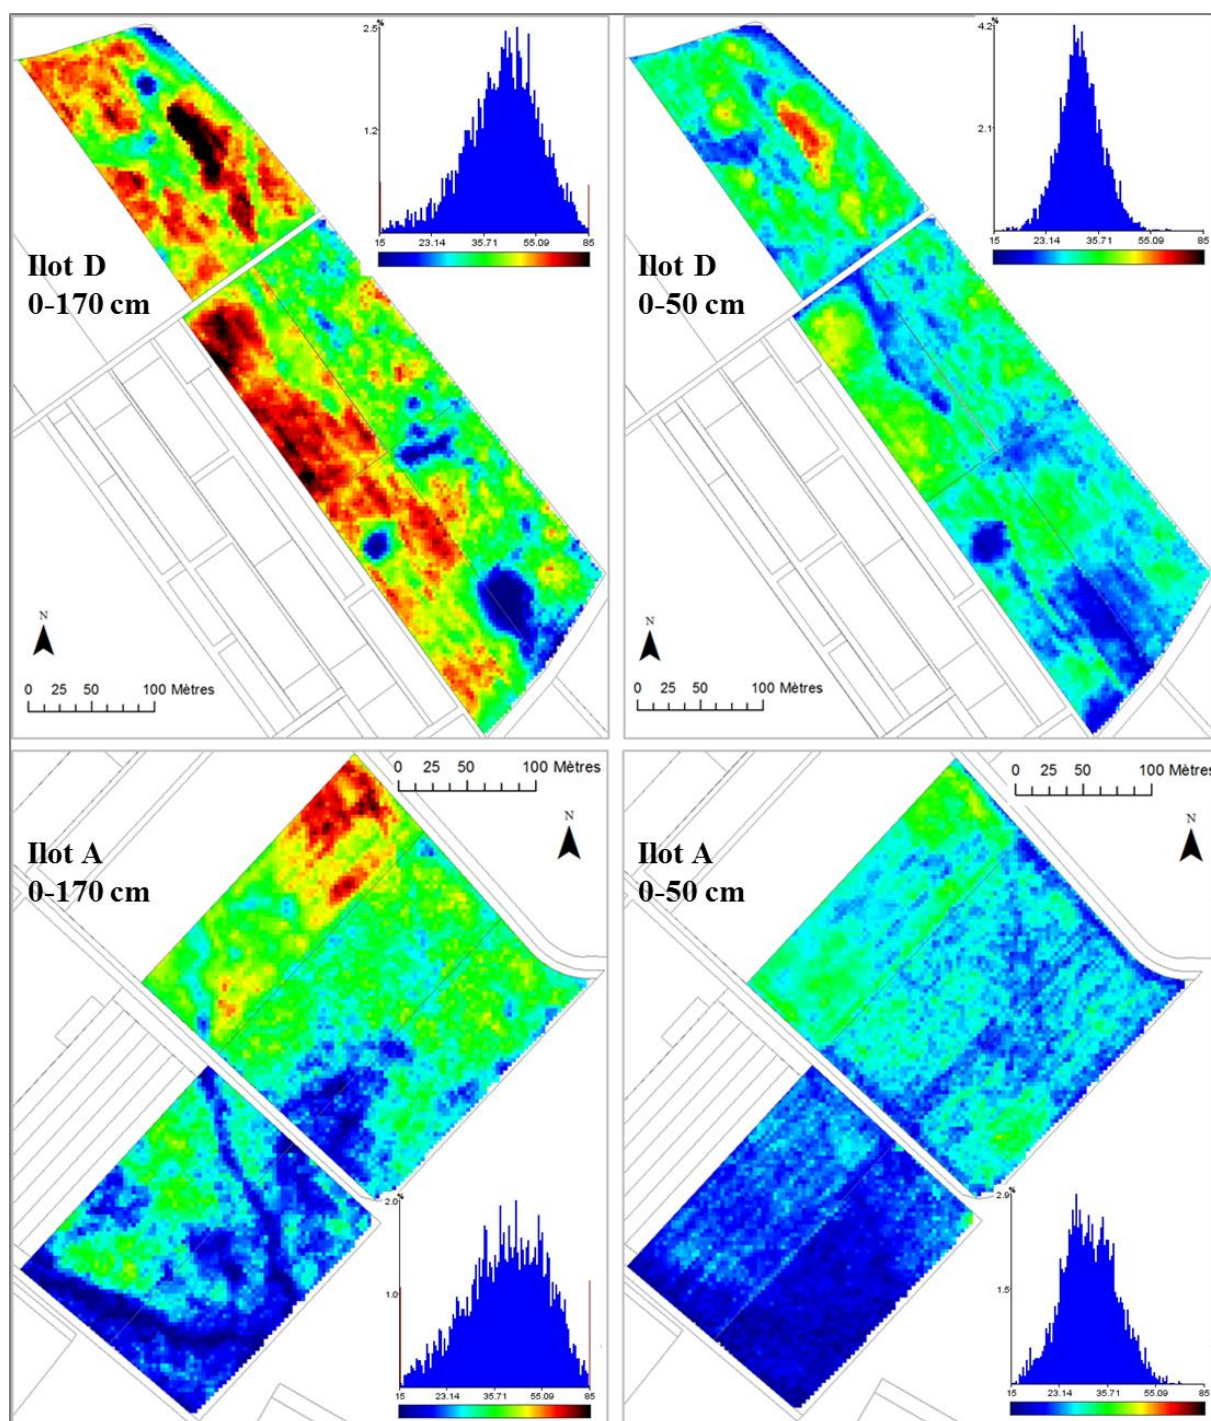 2.5 %
1.2
15 23.14 35.71 55.09 85
Ilot D
0-170 cm
N
0 25 50 100 Mètres
4.2 %
2.1
15 23.14 35.71 55.09 85
Ilot D
0-50 cm
N
0 25 50 100 Mètres
0 25 50 100 Mètres
N
Ilot A
0-170 cm
2.0 %
1.0
15 23.14 35.71 55.09 85
0 25 50 100 Mètres
N
Ilot A
0-50 cm
2.9 %
1.5
15 23.14 35.71 55.09 85